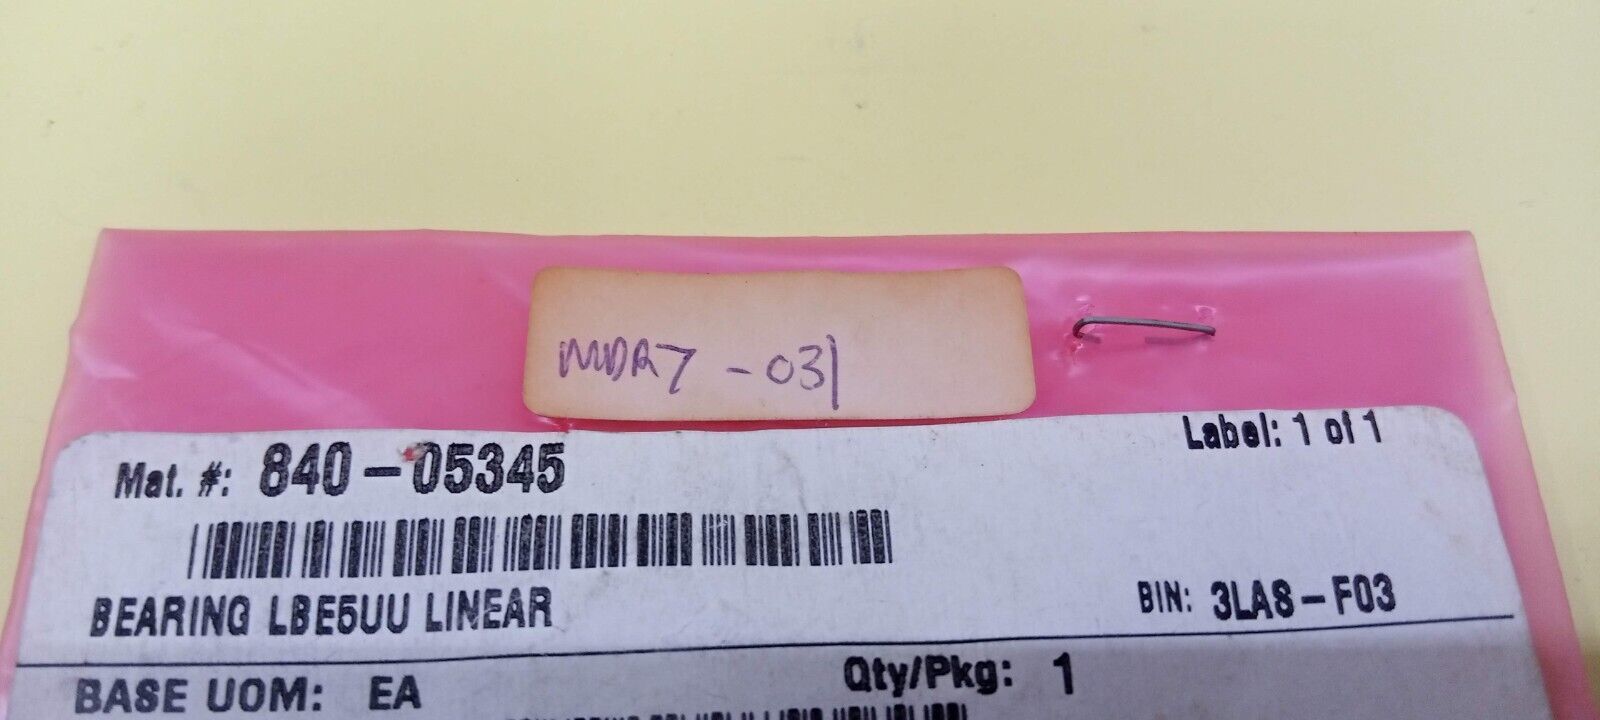 MDR7-031
Label: 1 of 1
Mat. #: 840-05345
BEARING LBE5UU LINEAR
BIN: 3LA8-F03
BASE UOM: EA
Qty/Pkg: 1